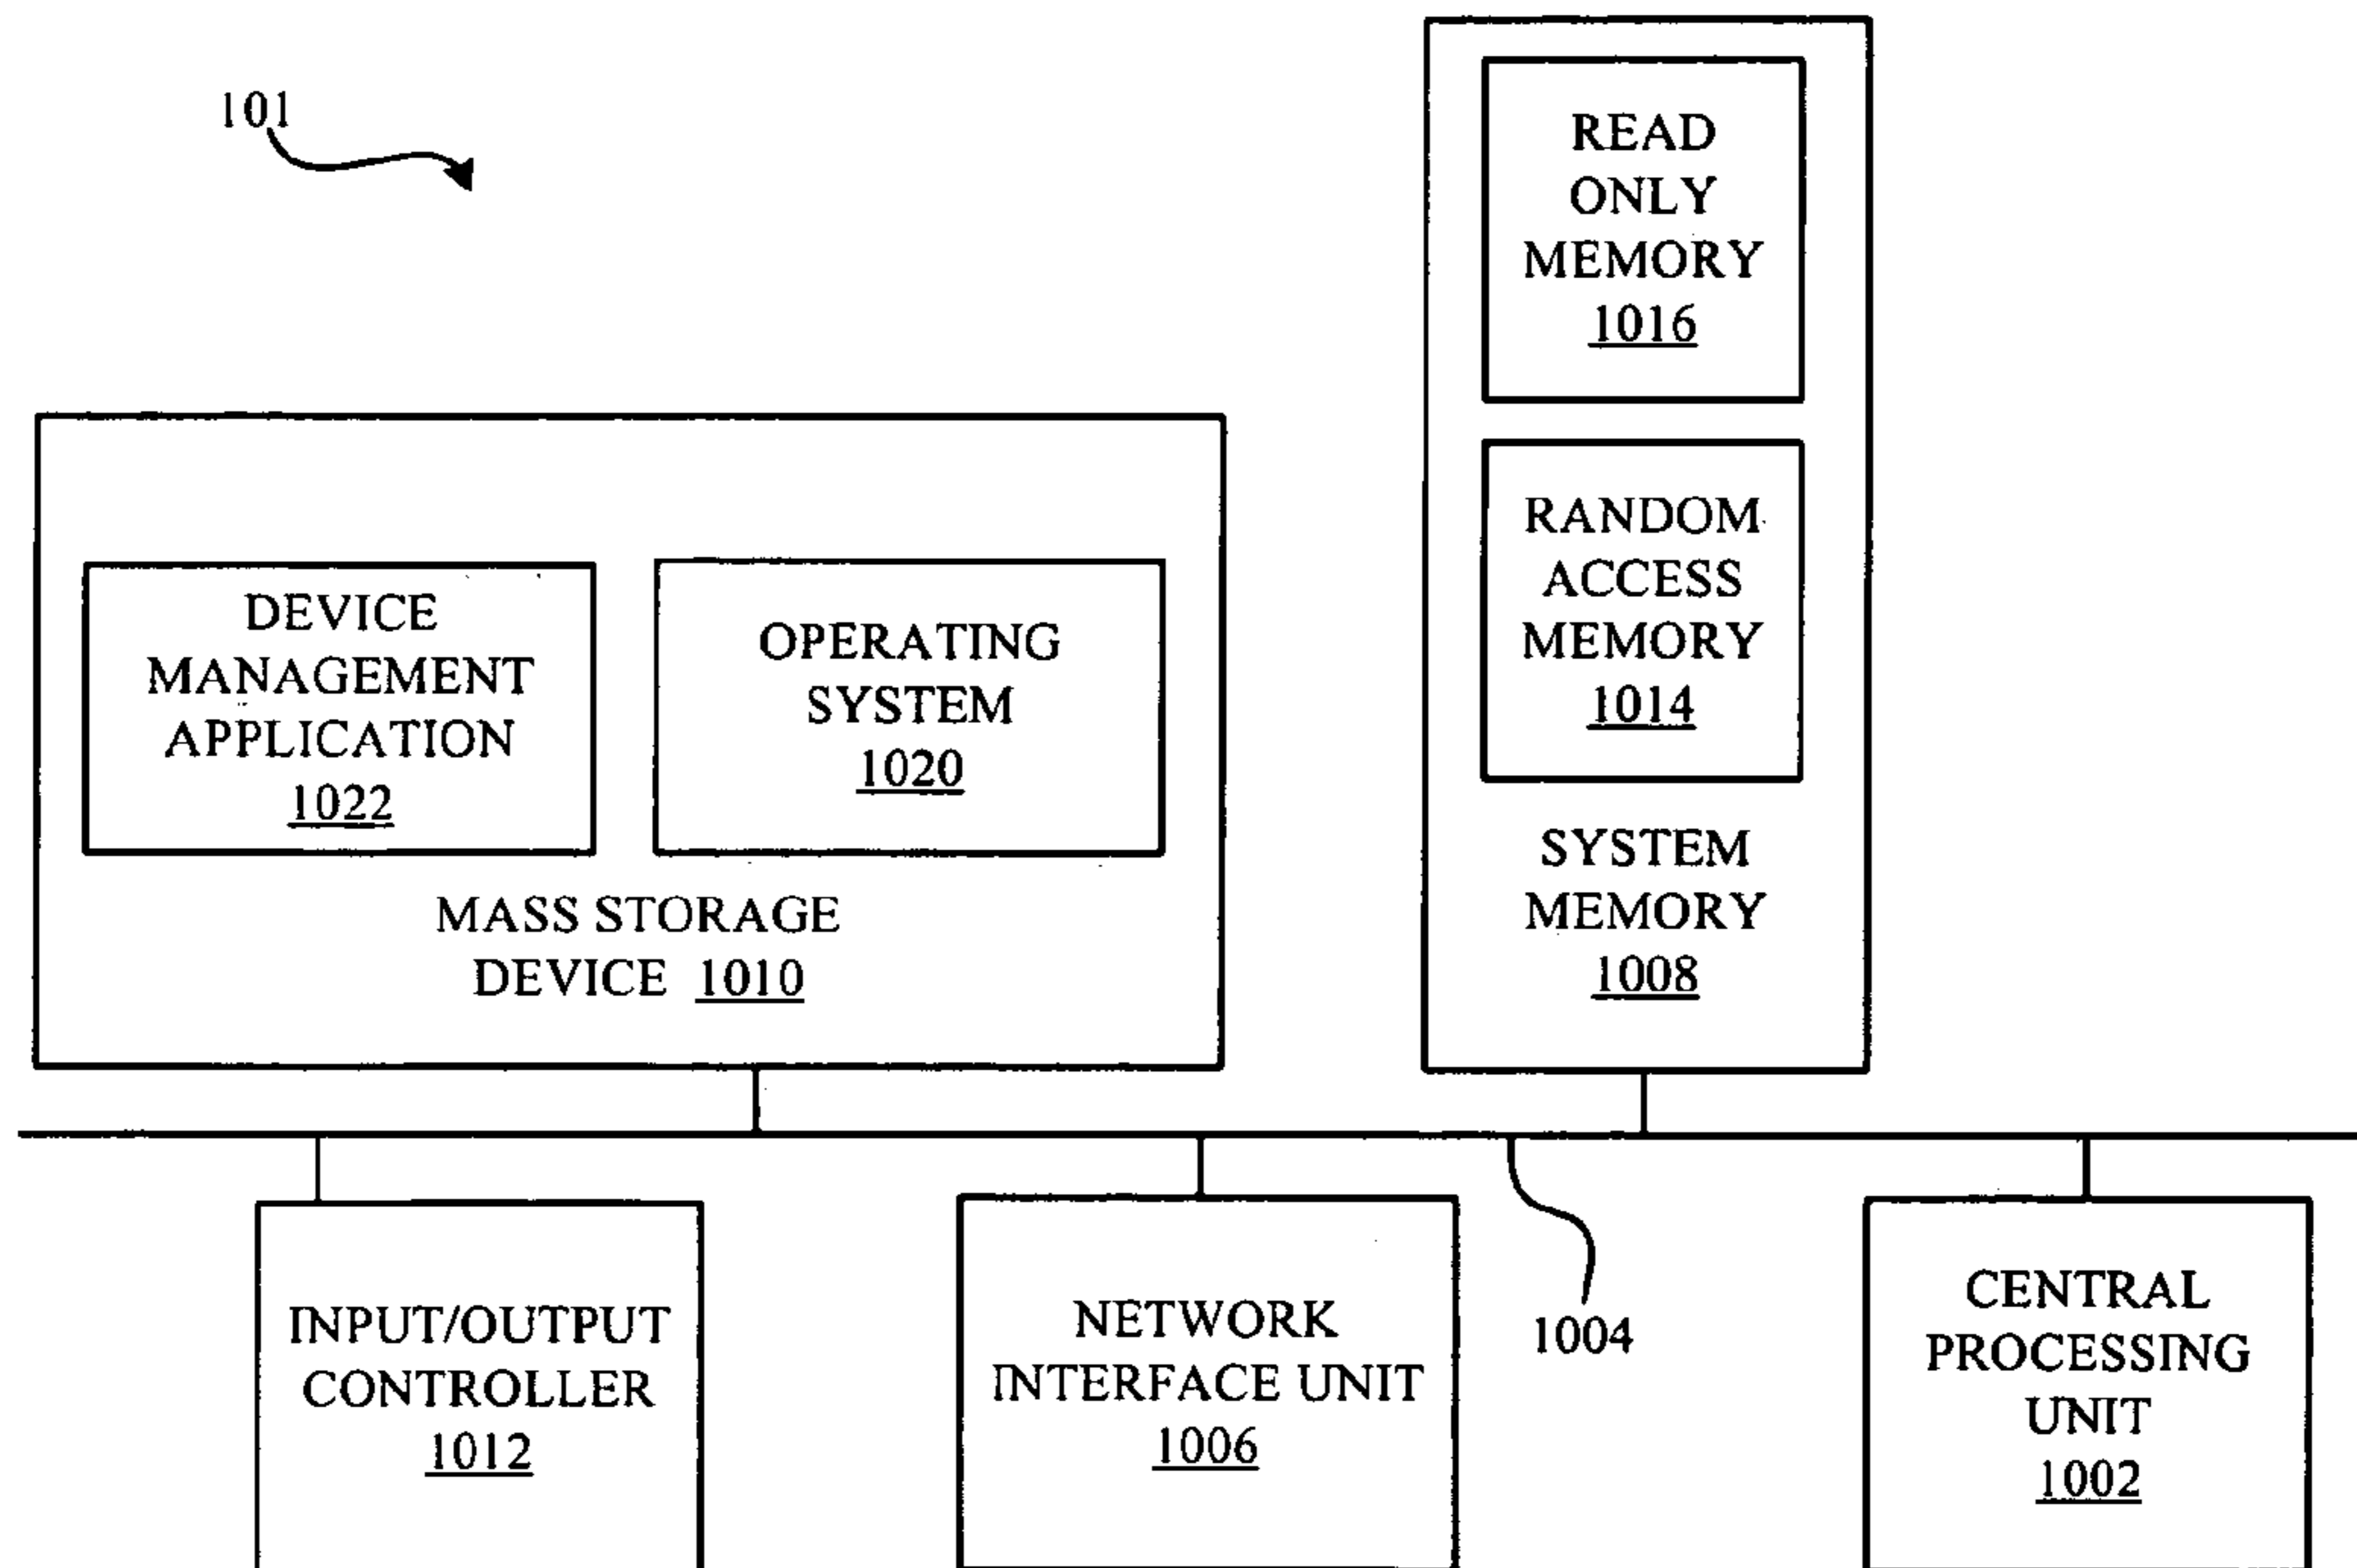 101
READ
ONLY
MEMORY
1016
RANDOM
ACCESS
MEMORY
1014
SYSTEM
MEMORY
1008
DEVICE
MANAGEMENT
APPLICATION
1022
OPERATING
SYSTEM
1020
MASS STORAGE
DEVICE 1010
INPUT/OUTPUT
CONTROLLER
1012
NETWORK
INTERFACE UNIT
1006
1004
CENTRAL
PROCESSING
UNIT
1002